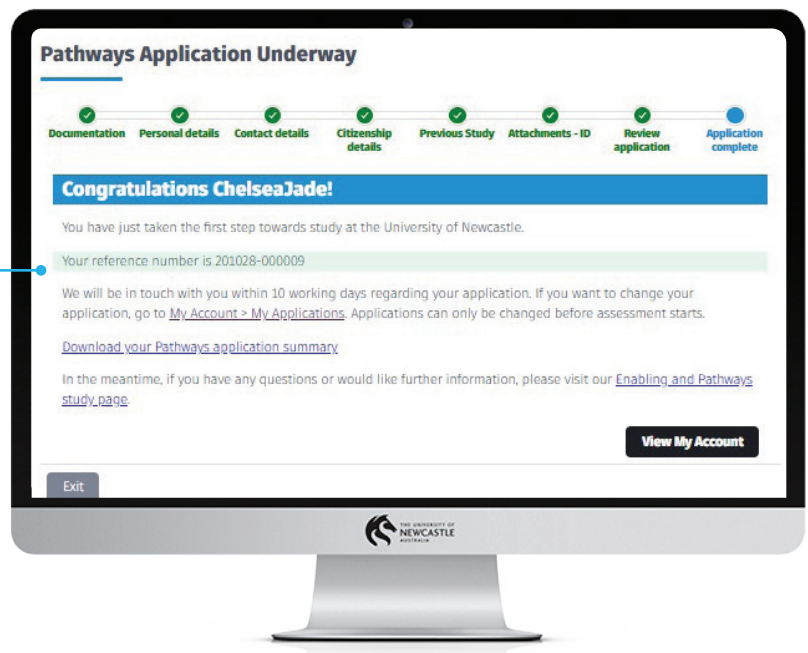 Pathways Application Underway
Documentation Personal details Contact details Citizenship details Previous Study Attachments - ID Review application Application complete
Congratulations ChelseaJade!
You have just taken the first step towards study at the University of Newcastle.
Your reference number is 201028-000009
We will be in touch with you within 10 working days regarding your application. If you want to change your
application, go to My Account > My Applications. Applications can only be changed before assessment starts.
Download your Pathways application summary
In the meantime, if you have any questions or would like further information, please visit our Enabling and Pathways
study page.
View My Account
Exit
THE UNIVERSITY OF
NEWCASTLE
AUSTRALIA